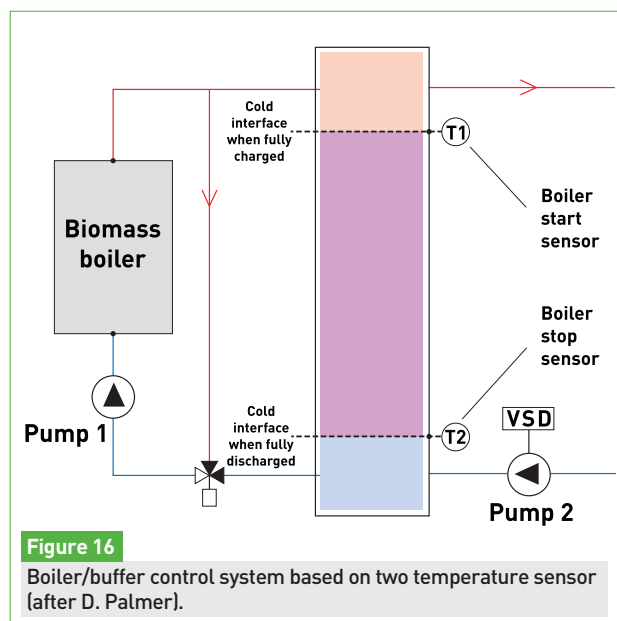 Cold
interface
when fully
charged
T1
Biomass
boiler
Boiler
start
sensor
Boiler
stop
sensor
Cold
interface
when fully
discharged
T2
VSD
Pump 1
Pump 2
Figure 16
Boiler/buffer control system based on two temperature sensor
(after D. Palmer).